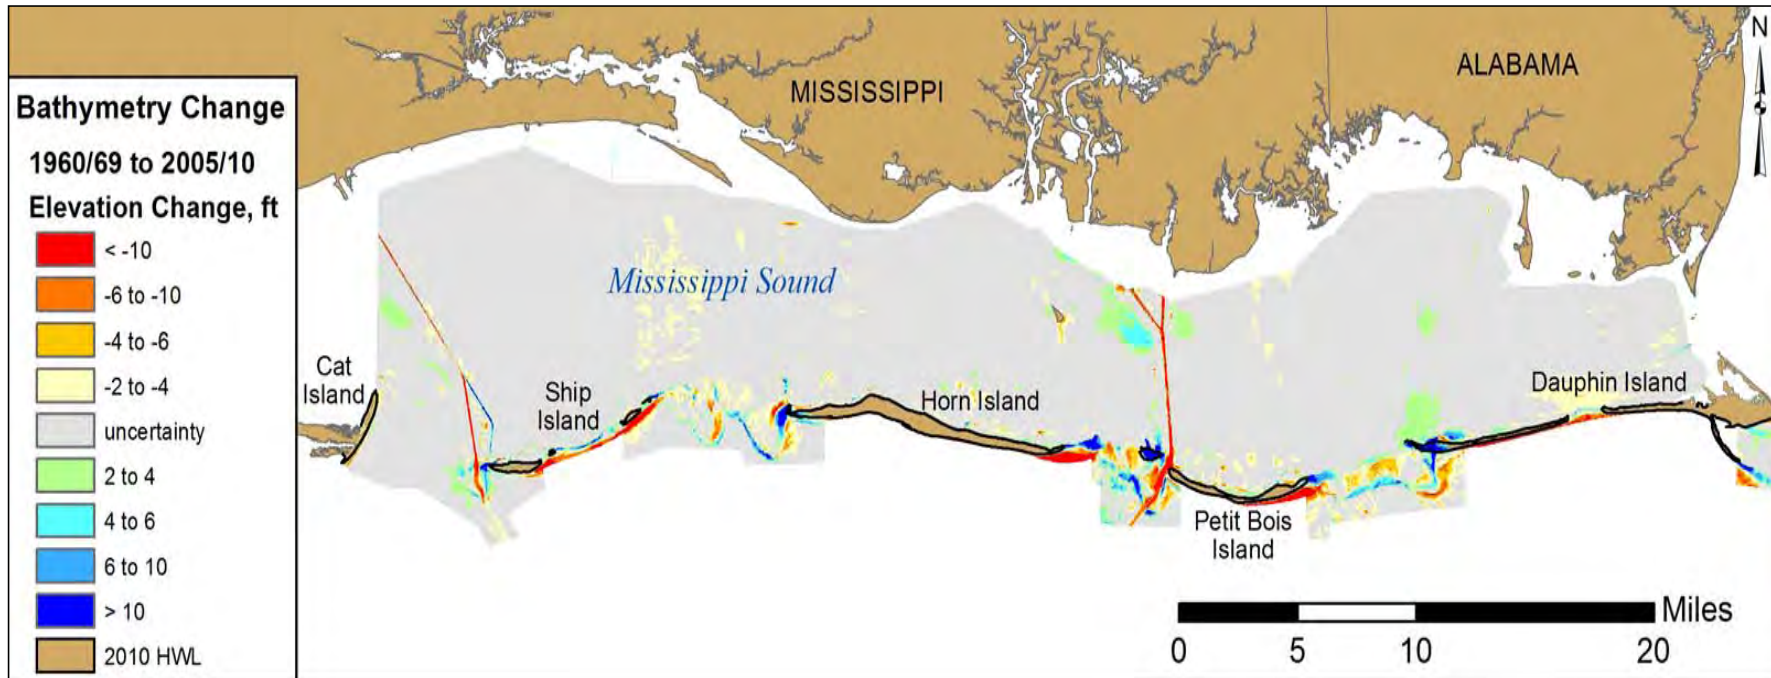 N
ALABAMA
MISSISSIPPI
Bathymetry Change
1960/69 to 2005/10
Elevation Change, ft
< -10
-6 to -10
-4 to -6
-2 to -4
uncertainty
2 to 4
4 to 6
6 to 10
> 10
2010 HWL
Mississippi Sound
Cat
Island
Ship
Island
Horn Island
Dauphin Island
Petit Bois
Island
Miles
0 5 10 20